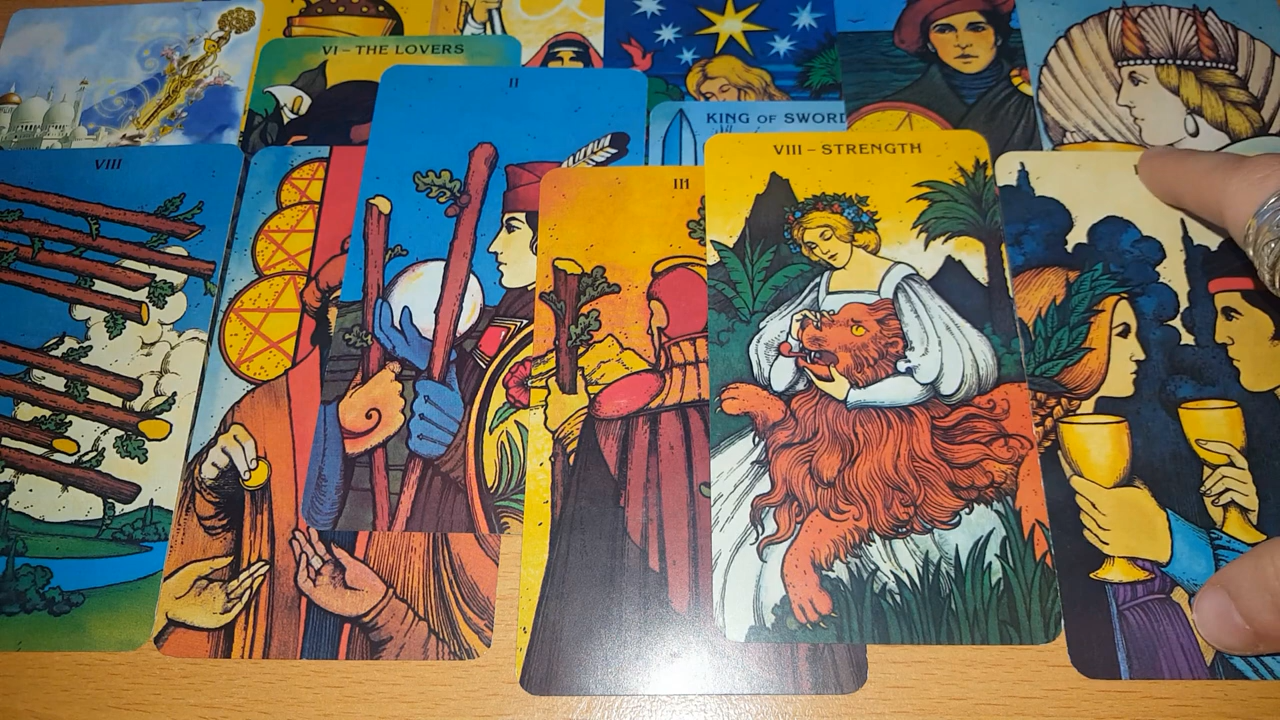 VI – THE LOVERS
II
KING OF SWORD
VIII – STRENGTH
VIII
III